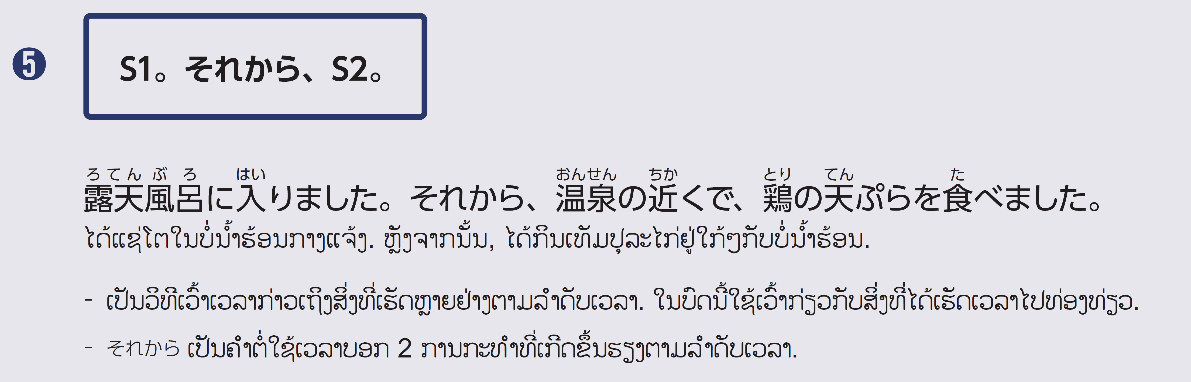 5
S1。それから、S2。
ろてんぶろ はい おんせん ちか とり てん た
露天風呂に入りました。それから、温泉の近くで、鶏の天ぷらを食べました。
ໄດ້ແຊ່ໂຕໃນບໍ່ນ້ຳຮ້ອນກາງແຈ້ງ. ຫຼັງຈາກນັ້ນ, ໄດ້ກິນເທັມປຸລະໄກ່ຢູ່ໃກ້ໆກັບບໍ່ນ້ຳຮ້ອນ.
- ເປັນວິທີເວົ້າເວລາກ່າວເຖິງສິ່ງທີ່ເຮັດຫຼາຍຢ່າງຕາມລຳດັບເວລາ. ໃນບົດນີ້ໃຊ້ເວົ້າກ່ຽວກັບສິ່ງທີ່ໄດ້ເຮັດເວລາໄປທ່ອງທ່ຽວ.
- それから ເປັນຄຳຕໍ່ໃຊ້ເວລາບອກ 2 ການກະທຳທີ່ເກີດຂຶ້ນຮຽງຕາມລຳດັບເວລາ.